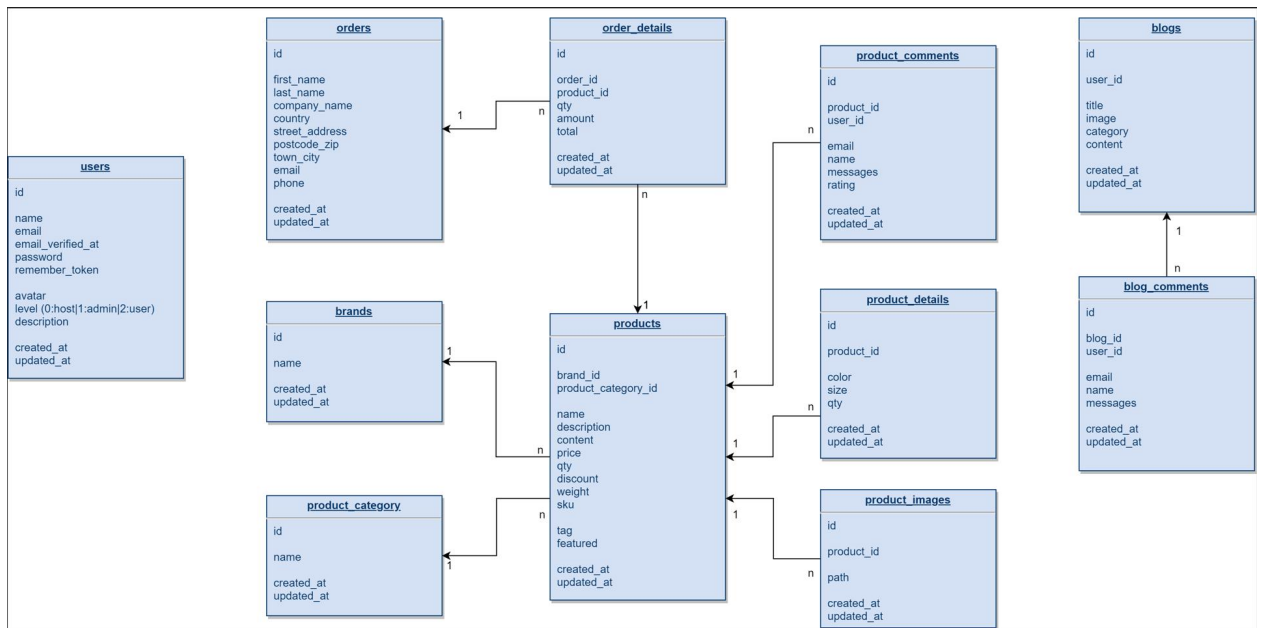 users
id
name
email
email_verified_at
password
remember_token
avatar
level (0:host|1:admin|2:user)
description
created_at
updated_at
orders
id
first_name
last_name
company_name
country
street_address
postcode_zip
town_city
email
phone
created_at
updated_at
1
n
order_details
id
order_id
product_id
qty
amount
total
created_at
updated_at
n
1
brands
id
name
created_at
updated_at
1
n
product_category
id
name
created_at
updated_at
1
n
products
id
brand_id
product_category_id
name
description
content
price
qty
discount
weight
sku
tag
featured
created_at
updated_at
product_comments
id
product_id
user_id
email
name
messages
rating
created_at
updated_at
n
1
product_details
id
product_id
color
size
qty
created_at
updated_at
n
1
product_images
id
product_id
path
created_at
updated_at
1
n
blogs
id
user_id
title
image
category
content
created_at
updated_at
1
n
blog_comments
id
blog_id
user_id
email
name
messages
created_at
updated_at